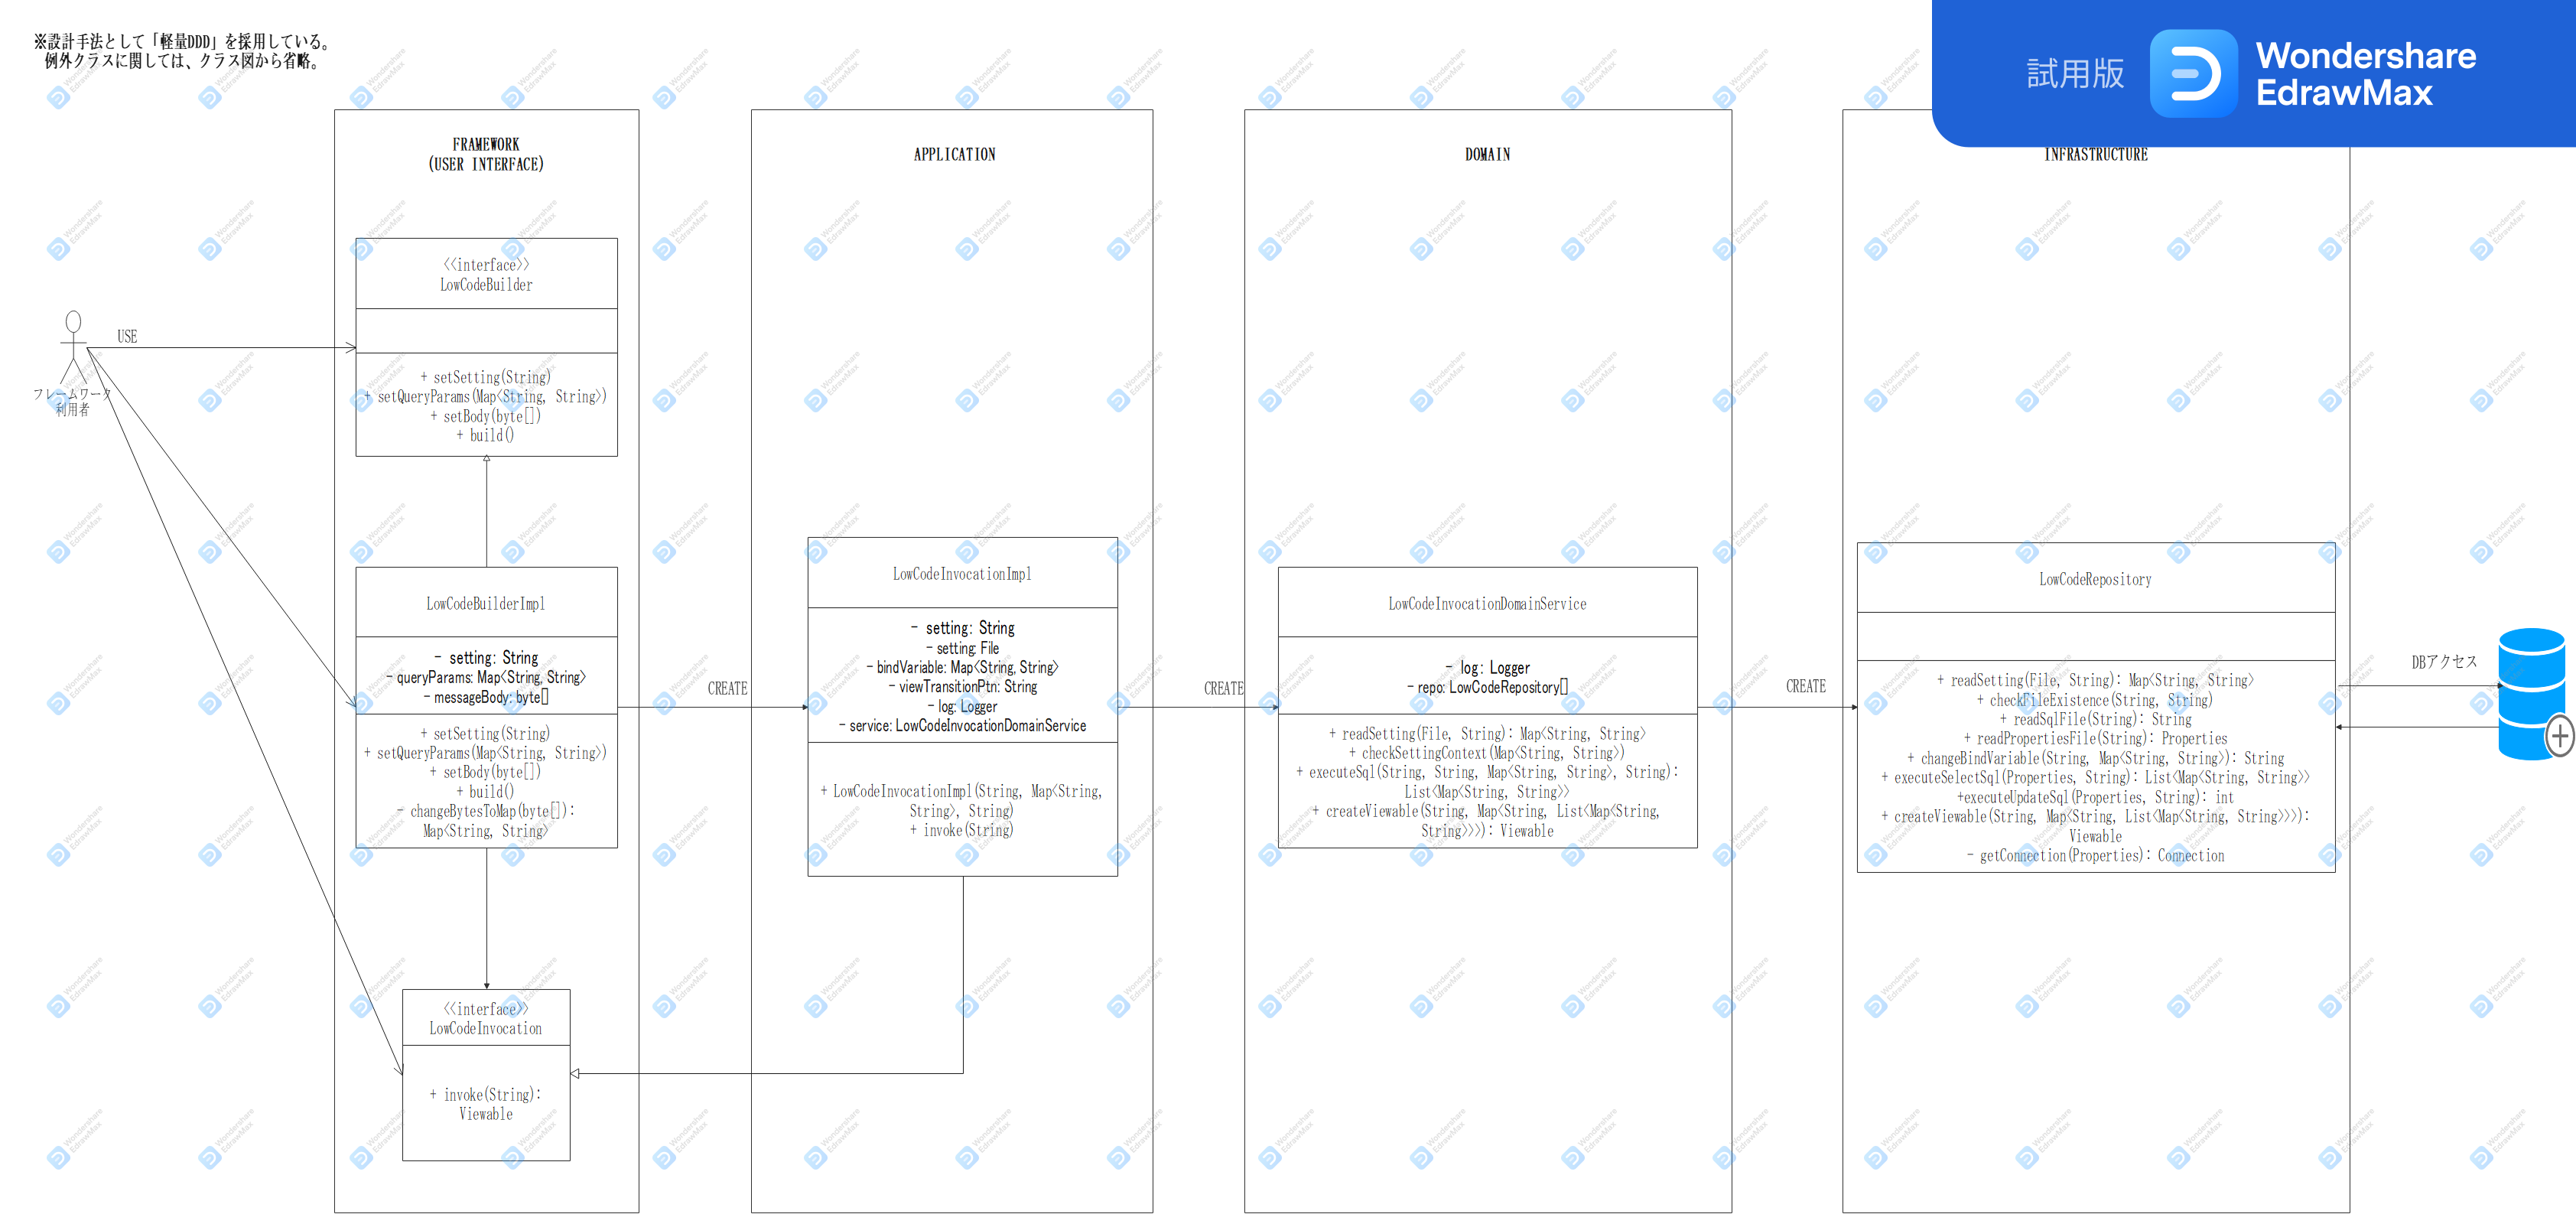 ※設計手法として「軽量DDD」を採用している。
例外クラスに関しては、クラス図から省略。
試用版
Wondershare
EdrawMax
FRAMEWORK
(USER INTERFACE)
APPLICATION
DOMAIN
INFRASTRUCTURE
<<interface>>
LowCodeBuilder
+ setSetting(String)
+ setQueryParams(Map<String, String>)
+ setBody(byte[])
+ build()
USE
フレームワーク
利用者
LowCodeBuilderImpl
- setting: String
- queryParams: Map<String, String>
- messageBody: byte[]
+ setSetting(String)
+ setQueryParams(Map<String, String>)
+ setBody(byte[])
+ build()
- changeBytesToMap(byte[]):
Map<String, String>
CREATE
LowCodeInvocationImpl
- setting: String
- setting: File
- bindVariable: Map<String, String>
- viewTransitionPtn: String
- log: Logger
- service: LowCodeInvocationDomainService
+ LowCodeInvocationImpl(String, Map<String,
String>, String)
+ invoke(String)
CREATE
LowCodeInvocationDomainService
- log: Logger
- repo: LowCodeRepository[]
+ readSetting(File, String): Map<String, String>
+ checkSettingContext(Map<String, String>)
+ executeSql(String, String, Map<String, String>, String):
List<Map<String, String>>
+ createViewable(String, Map<String, List<Map<String,
String>>>): Viewable
CREATE
LowCodeRepository
+ readSetting(File, String): Map<String, String>
+ checkFileExistence(String, String)
+ readSqlFile(String): String
+ readPropertiesFile(String): Properties
+ changeBindVariable(String, Map<String, String>): String
+ executeSelectSql(Properties, String): List<Map<String, String>>
+executeUpdateSql(Properties, String): int
+ createViewable(String, Map<String, List<Map<String, String>>>):
Viewable
- getConnection(Properties): Connection
DBアクセス
<<interface>>
LowCodeInvocation
+ invoke(String):
Viewable